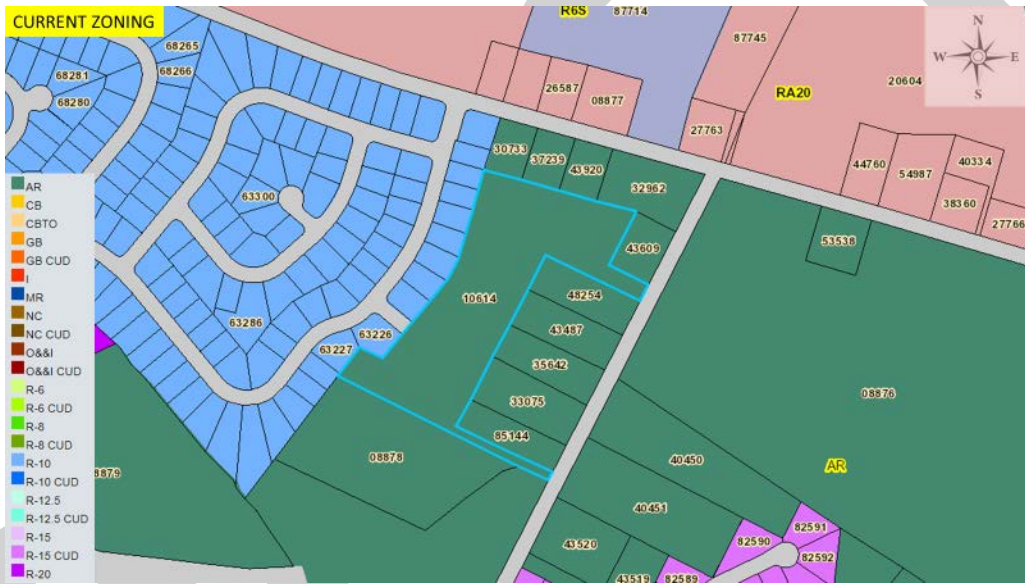 CURRENT ZONING
R6S
87714
68265
87745
N
W
E
S
68281
68266
20604
68280
26587
08877
RA20
27763
30733
37239
43920
44760
54987
40334
32962
38360
63300
27766
43609
53538
10614
48254
43487
63286
63226
63227
35642
08876
33075
85144
08878
8879
40450
AR
40451
82591
82590
43520
82592
43519
82589
AR
CB
CBTO
GB
GB CUD
I
MR
NC
NC CUD
O&&I
O&&I CUD
R-6
R-6 CUD
R-8
R-8 CUD
R-10
R-10 CUD
R-12.5
R-12.5 CUD
R-15
R-15 CUD
R-20